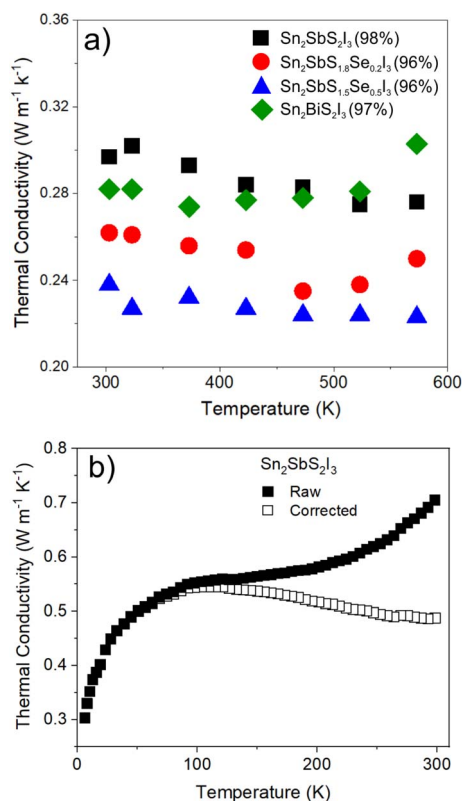 a)
Sn₂SbS₂I₃ (98%)
Sn₂SbS₁.₈Se₀.₂I₃ (96%)
Sn₂SbS₁.₅Se₀.₅I₃ (96%)
Sn₂BiS₂I₃ (97%)
Thermal Conductivity (W m⁻¹ k⁻¹)
0.36
0.32
0.28
0.24
0.20
300 400 500 600
Temperature (K)
b)
Sn₂SbS₂I₃
Raw
Corrected
Thermal Conductivity (W m⁻¹ K⁻¹)
0.8
0.7
0.6
0.5
0.4
0.3
0 100 200 300
Temperature (K)